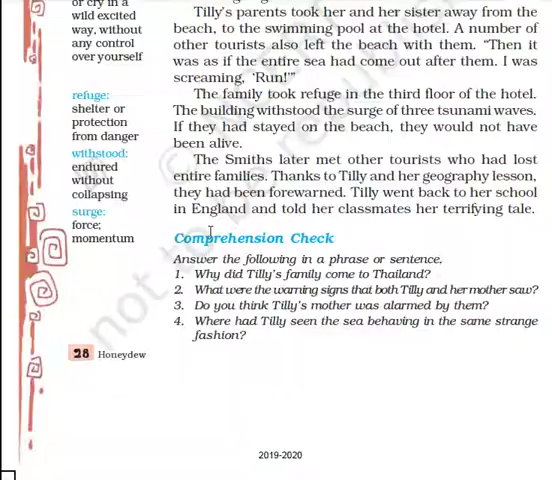 or cry in a
wild excited
way, without
any control
over yourself
refuge:
shelter or
protection
from danger
withstood:
endured
without
collapsing
surge:
force;
momentum
Tilly's parents took her and her sister away from the
beach, to the swimming pool at the hotel. A number of
other tourists also left the beach with them. "Then it
was as if the entire sea had come out after them. I was
screaming, 'Run!'"
The family took refuge in the third floor of the hotel.
The building withstood the surge of three tsunami waves.
If they had stayed on the beach, they would not have
been alive.
The Smiths later met other tourists who had lost
entire families. Thanks to Tilly and her geography lesson,
they had been forewarned. Tilly went back to her school
in England and told her classmates her terrifying tale.
Comprehension Check
Answer the following in a phrase or sentence.
1. Why did Tilly's family come to Thailand?
2. What were the warning signs that both Tilly and her mother saw?
3. Do you think Tilly's mother was alarmed by them?
4. Where had Tilly seen the sea behaving in the same strange
fashion?
28 Honeydew
not to be
2019-2020